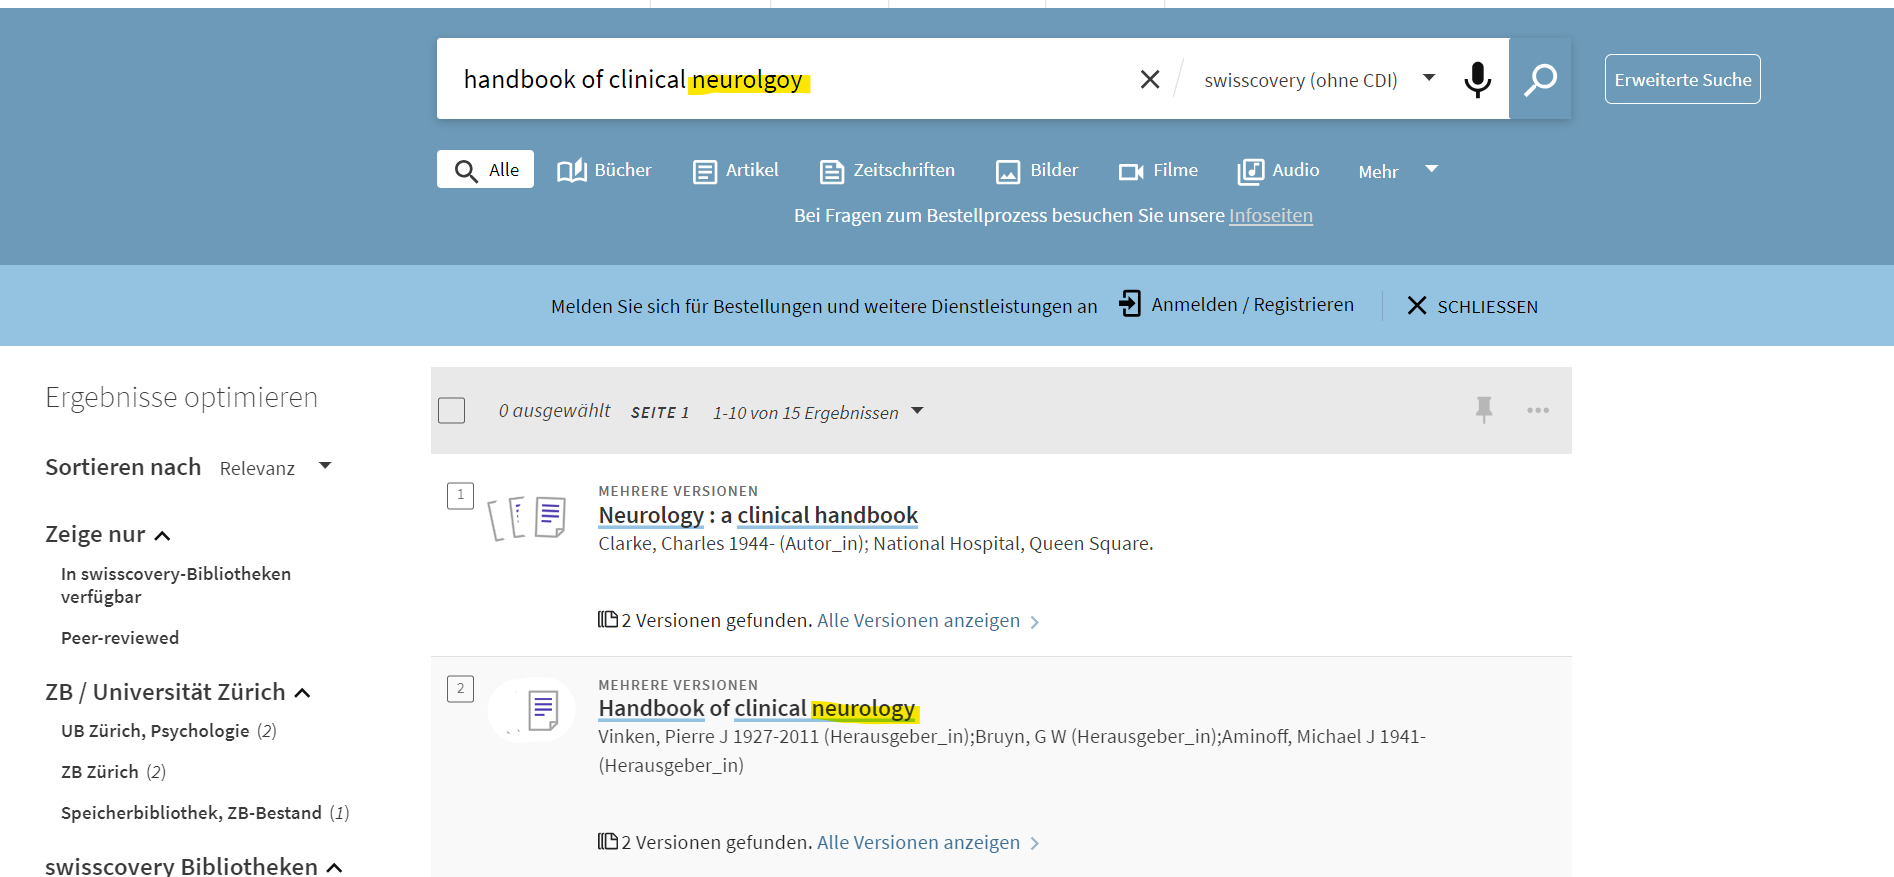 handbook of clinical neurolgoy
swisscovery (ohne CDI)
Erweiterte Suche
Alle
Bücher
Artikel
Zeitschriften
Bilder
Filme
Audio
Mehr
Bei Fragen zum Bestellprozess besuchen Sie unsere Infoseiten
Melden Sie sich für Bestellungen und weitere Dienstleistungen an
Anmelden / Registrieren
SCHLIESSEN
Ergebnisse optimieren
Sortieren nach Relevanz
Zeige nur
In swisscovery-Bibliotheken
verfügbar
Peer-reviewed
ZB / Universität Zürich
UB Zürich, Psychologie (2)
ZB Zürich (2)
Speicherbibliothek, ZB-Bestand (1)
swisscovery Bibliotheken
0 ausgewählt SEITE 1 1-10 von 15 Ergebnissen
1
MEHRERE VERSIONEN
Neurology : a clinical handbook
Clarke, Charles 1944- (Autor_in); National Hospital, Queen Square.
2 Versionen gefunden. Alle Versionen anzeigen
2
MEHRERE VERSIONEN
Handbook of clinical neurology
Vinken, Pierre J 1927-2011 (Herausgeber_in);Bruyn, G W (Herausgeber_in);Aminoff, Michael J 1941-
(Herausgeber_in)
2 Versionen gefunden. Alle Versionen anzeigen